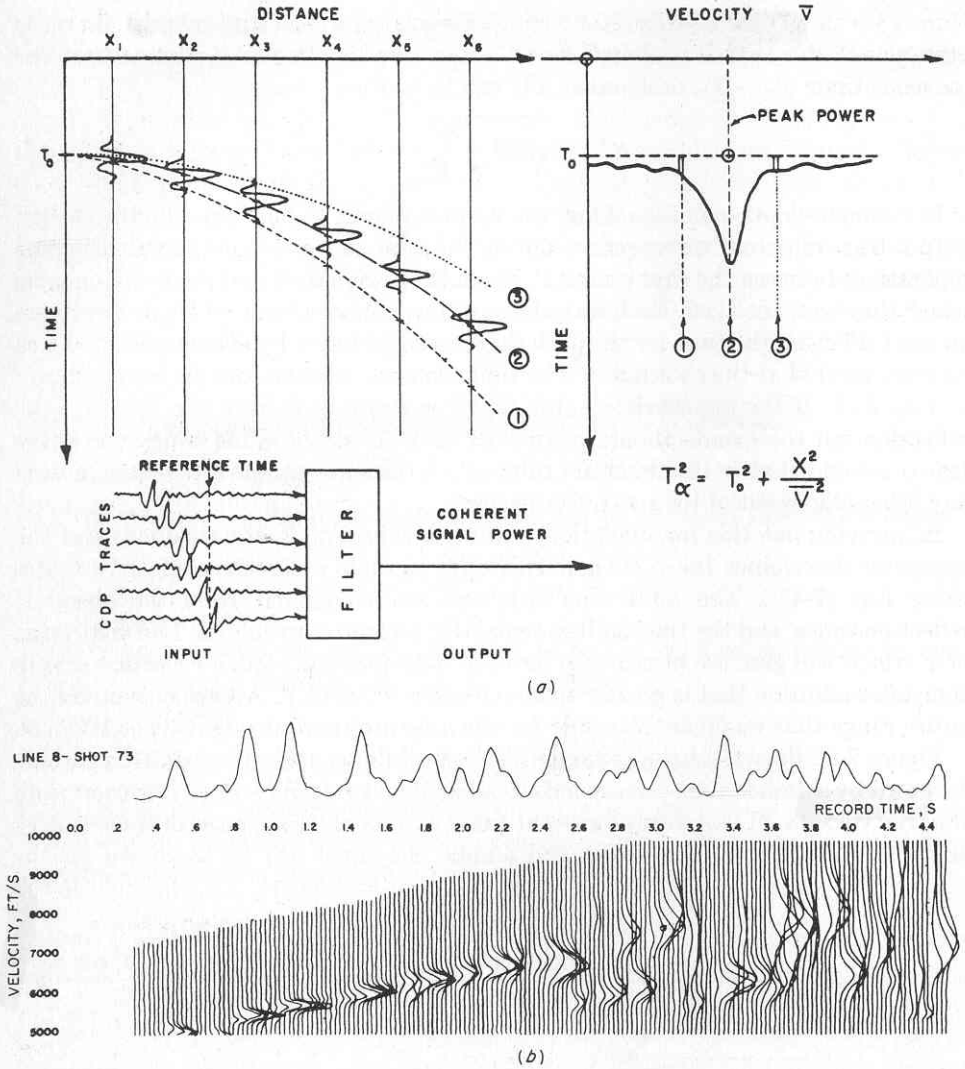 DISTANCE
X₁ X₂ X₃ X₄ X₅ X₆
T₀
TIME
③
②
①
VELOCITY V̅
PEAK POWER
T₀
TIME
① ② ③
T²α = T²₀ + X²/V̅²
REFERENCE TIME
CDP TRACES
FILTER
COHERENT
SIGNAL POWER
INPUT
OUTPUT
(a)
LINE 8- SHOT 73
RECORD TIME, S
0.0 .2 .4 .6 .8 1.0 1.2 1.4 1.6 1.8 2.0 2.2 2.4 2.6 2.8 3.0 3.2 3.4 3.6 3.8 4.0 4.2 4.4
VELOCITY, FT/S
10000
9000
8000
7000
6000
5000
(b)